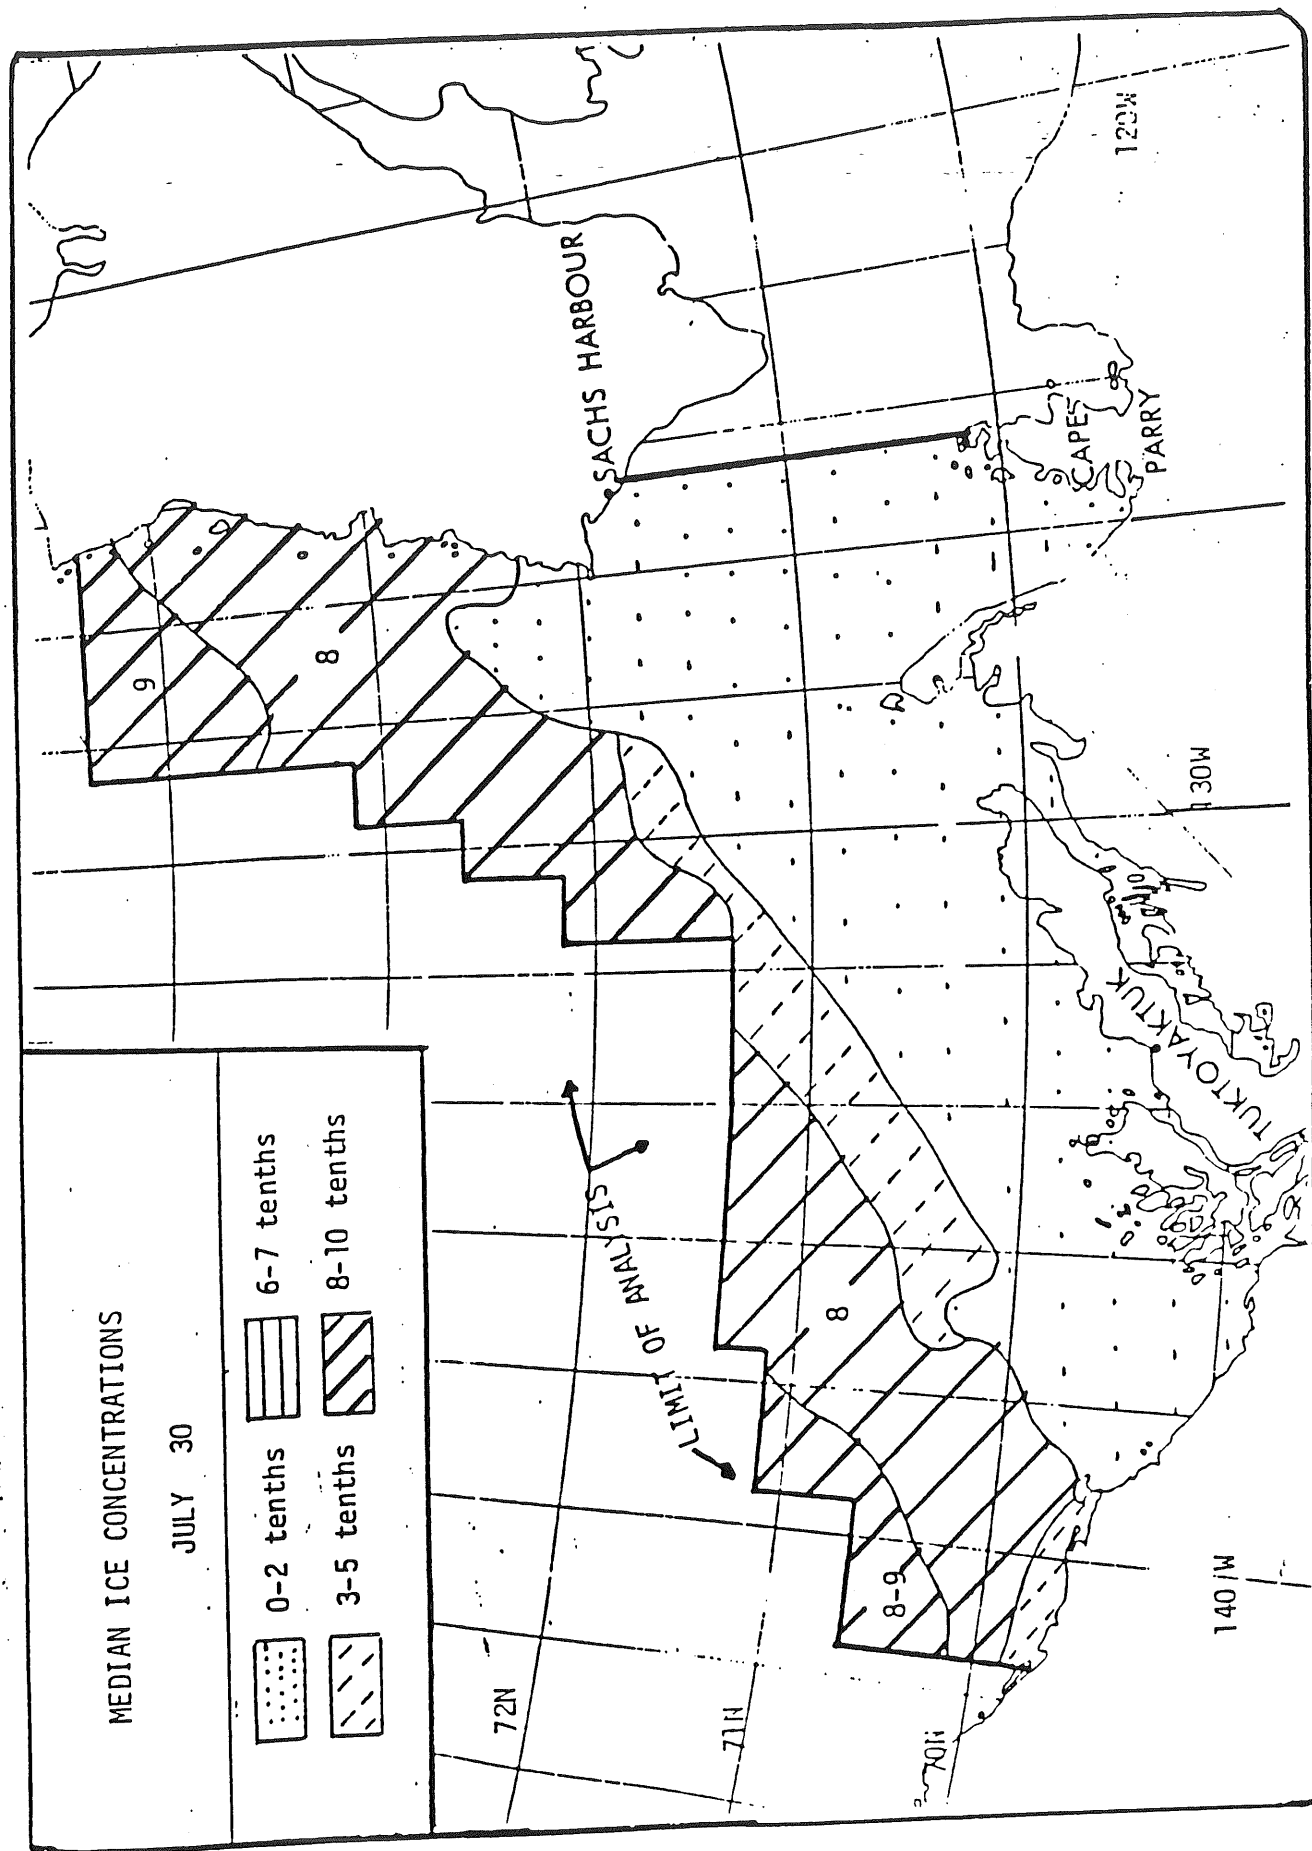 MEDIAN ICE CONCENTRATIONS
JULY 30
0-2 tenths
6-7 tenths
3-5 tenths
8-10 tenths
LIMIT OF ANALYSIS
72N
71N
70N
140 W
130W
120W
9
8
8
8-9
SACHS HARBOUR
CAPE
PARRY
TUKTOYAKTUK